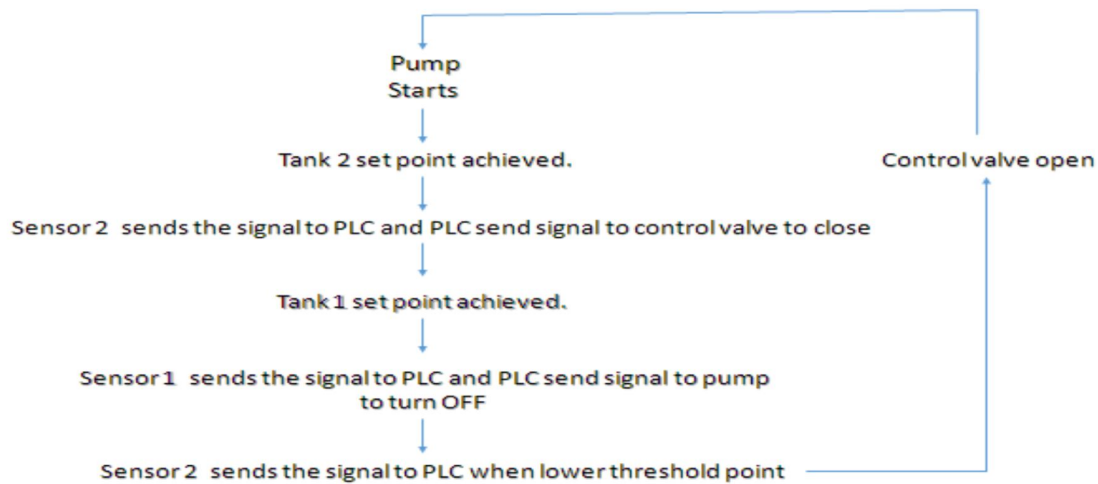 Pump
Starts
Tank 2 set point achieved.
Control valve open
Sensor 2 sends the signal to PLC and PLC send signal to control valve to close
Tank 1 set point achieved.
Sensor 1 sends the signal to PLC and PLC send signal to pump
to turn OFF
Sensor 2 sends the signal to PLC when lower threshold point